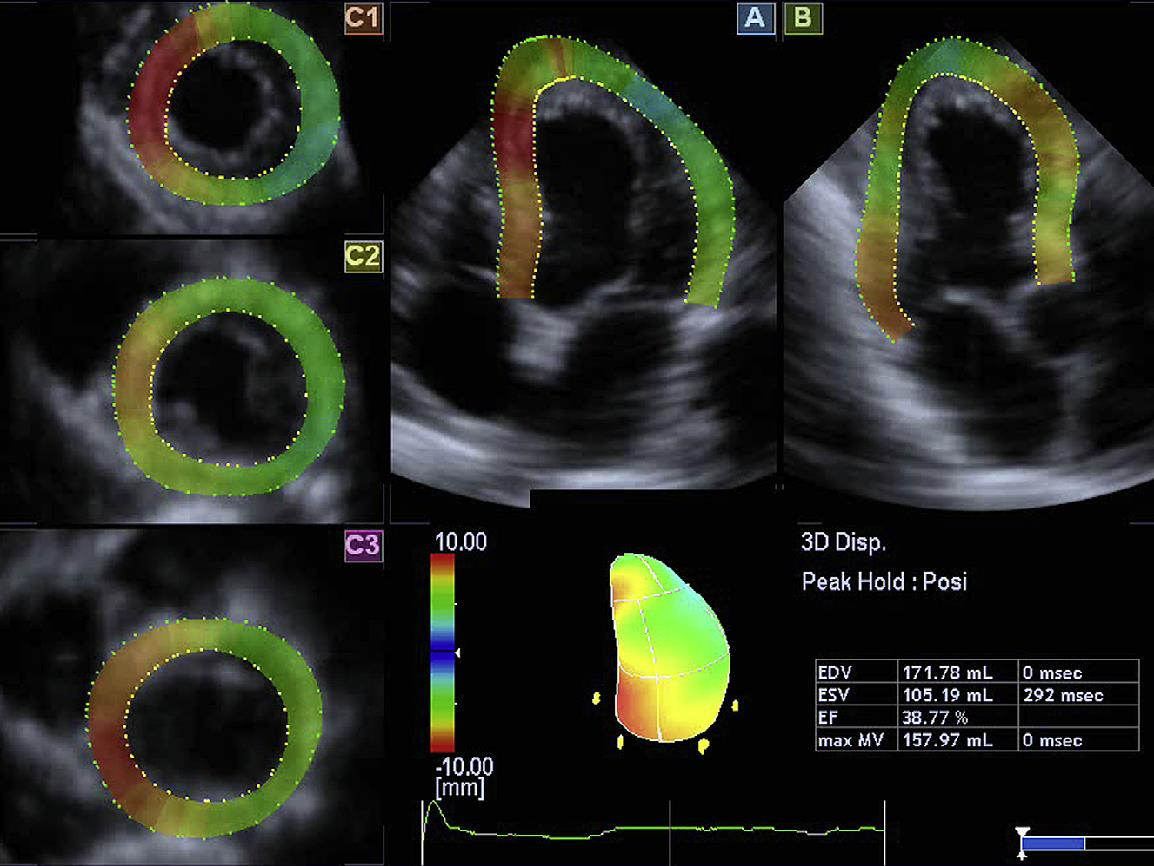 C1
A
B
C2
C3
10.00
-10.00
[mm]
3D Disp.
Peak Hold : Posi
EDV 171.78 mL 0 msec
ESV 105.19 mL 292 msec
EF 38.77 %
max MV 157.97 mL 0 msec